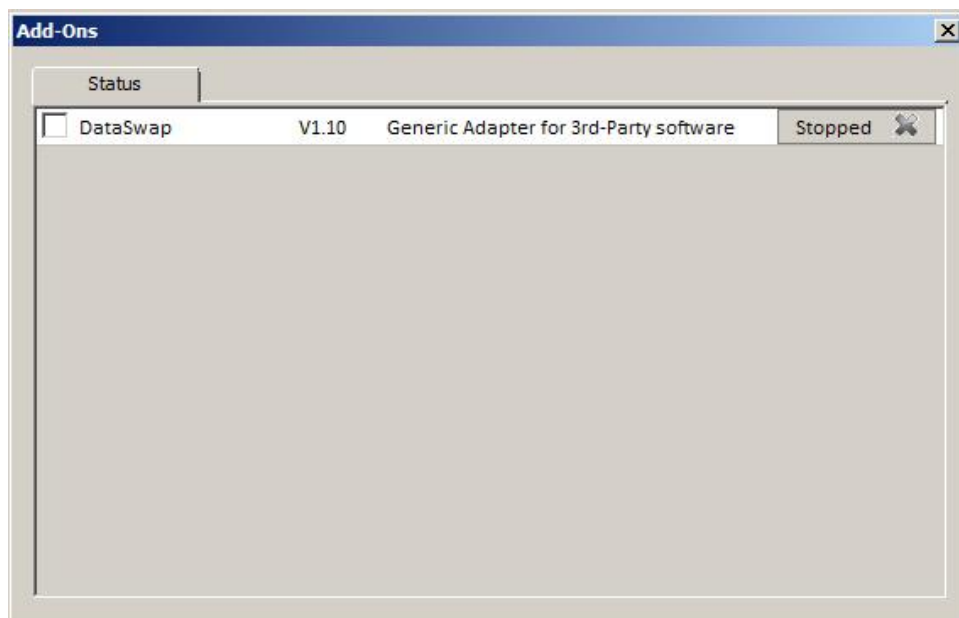 Add-Ons
Status
DataSwap V1.10 Generic Adapter for 3rd-Party software Stopped